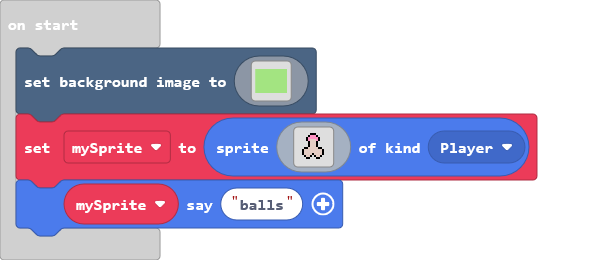 on start
set background image to
set mySprite to sprite of kind Player
mySprite say "balls"